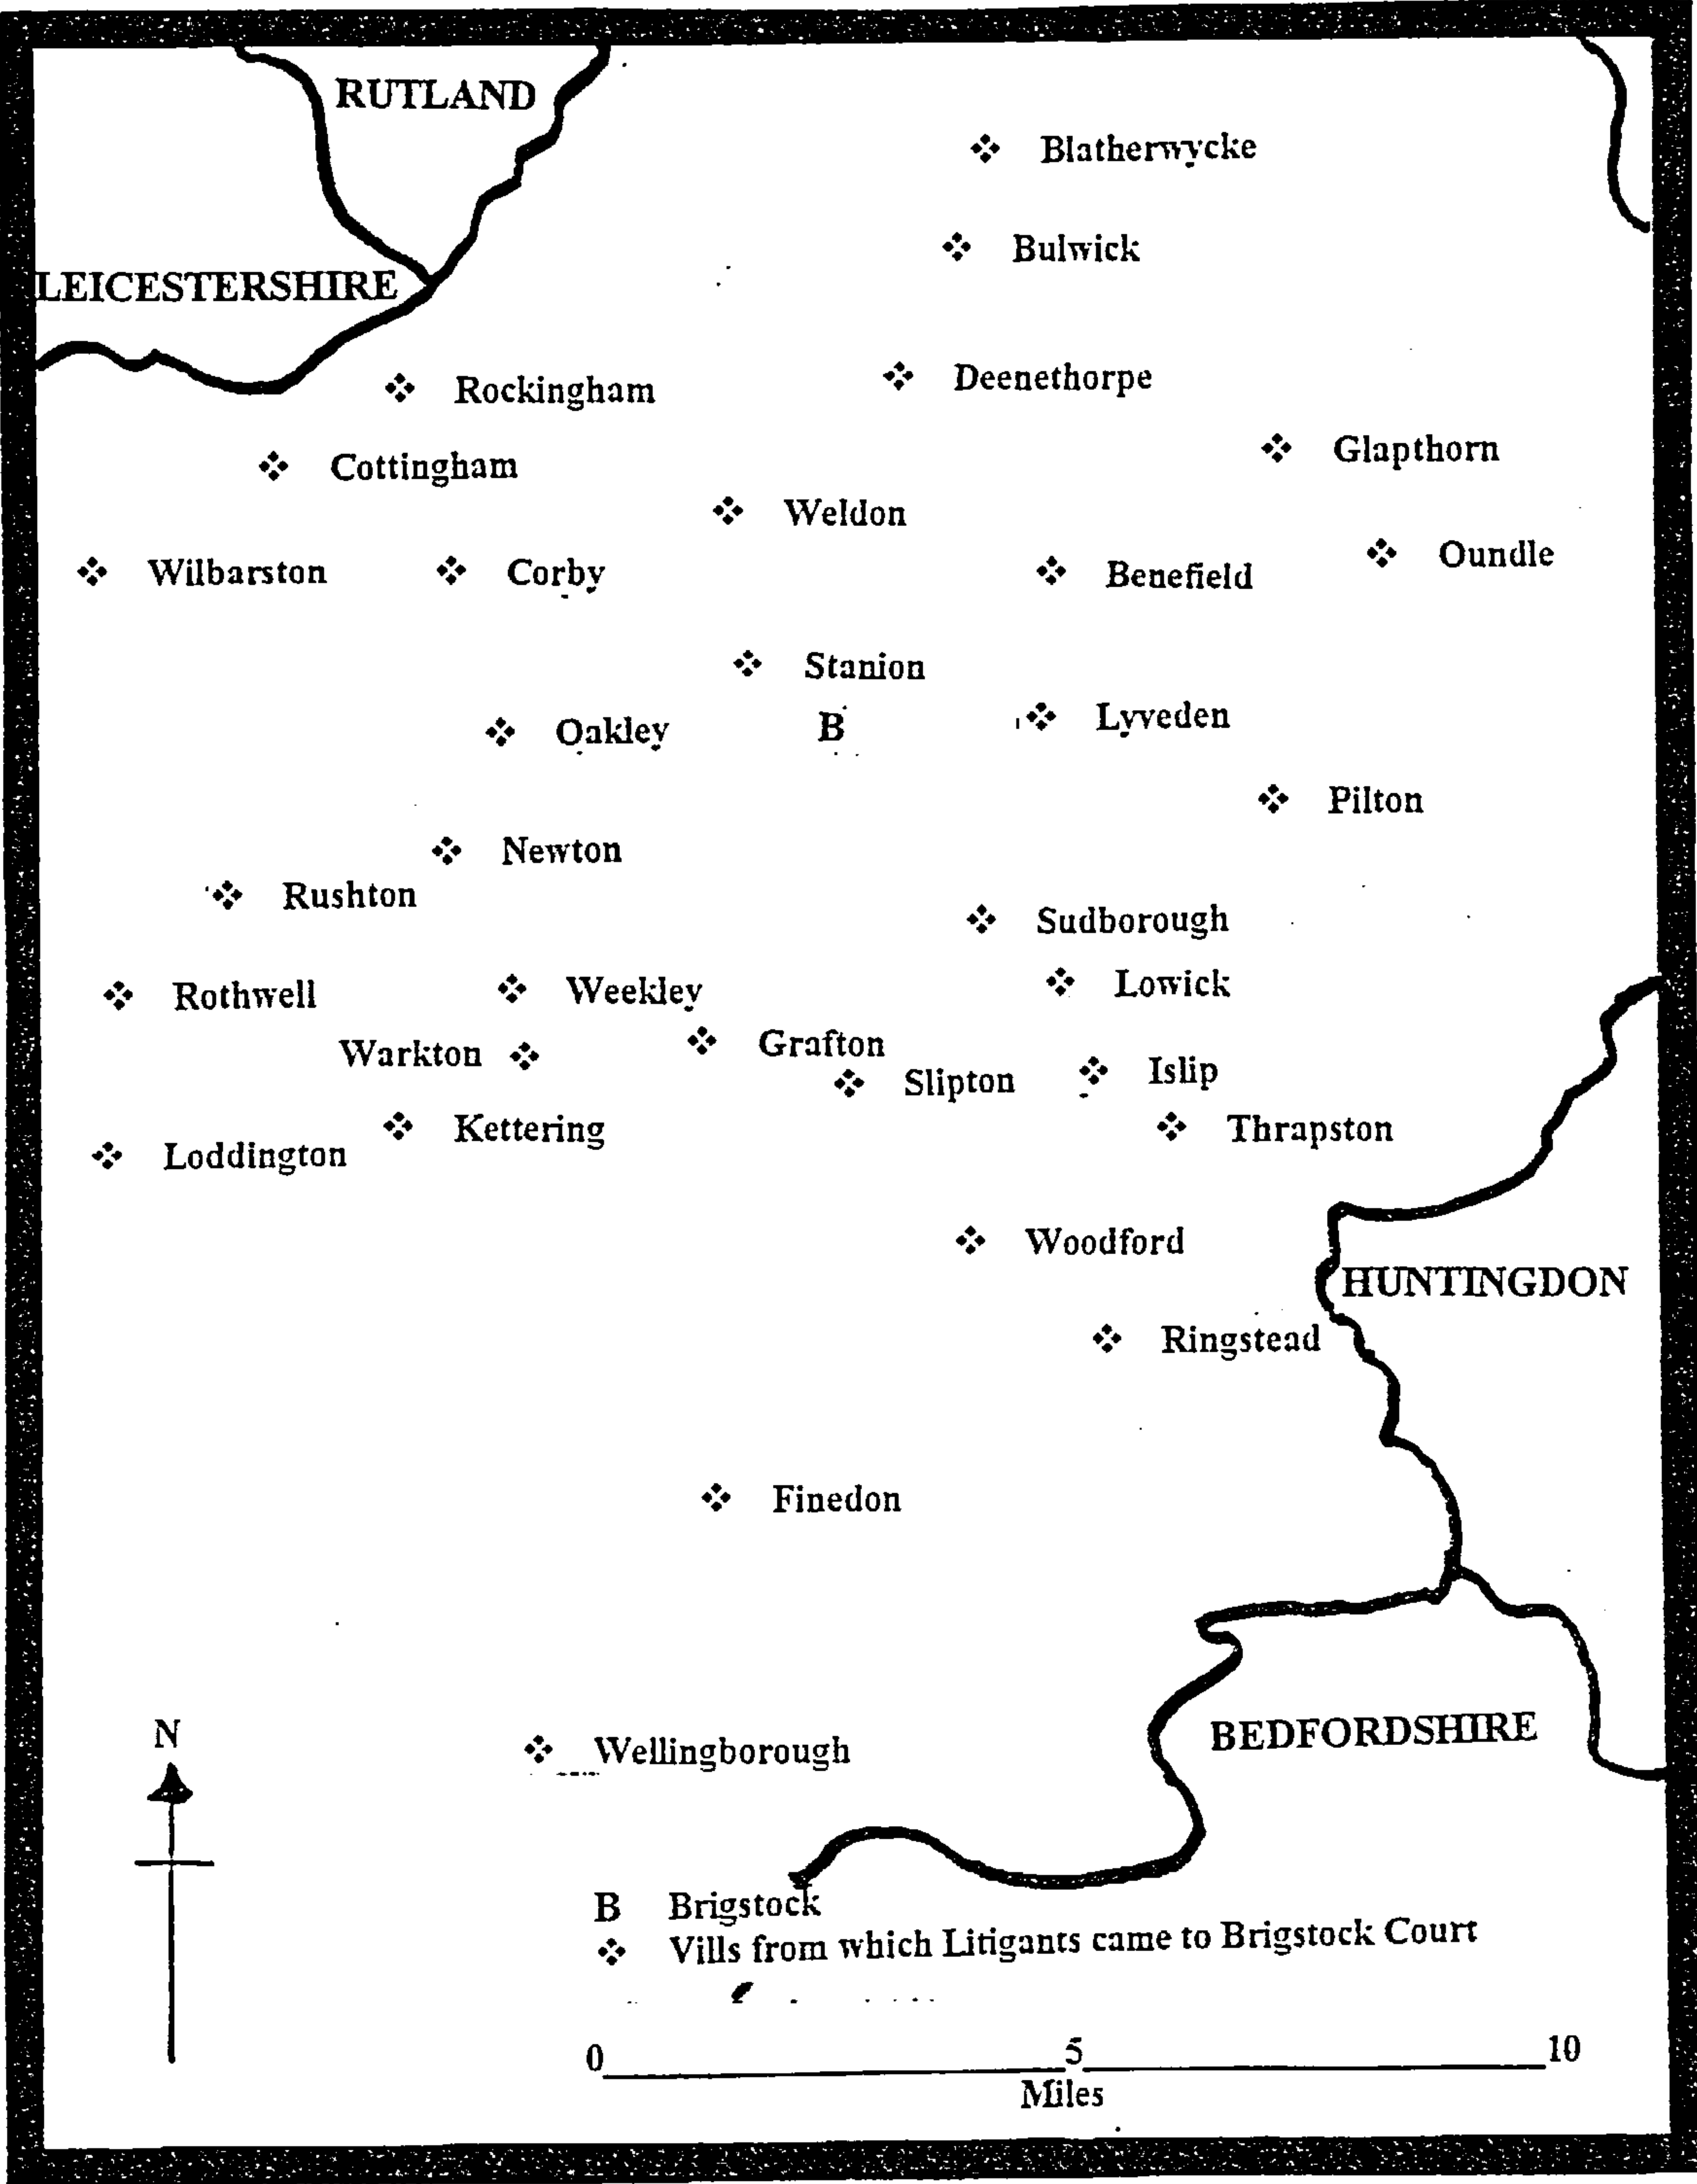 RUTLAND
Blatherwycke
Bulwick
LEICESTERSHIRE
Deenethorpe
Rockingham
Glapthorn
Cottingham
Weldon
Oundle
Wilbarston
Corby
Benefield
Stanion
Lyveden
Oakley
B
Pilton
Newton
Rushton
Sudborough
Lowick
Rothwell
Weekley
Grafton
Warkton
Islip
Slipton
Kettering
Thrapston
Loddington
Woodford
HUNTINGDON
Ringstead
Finedon
N
BEDFORDSHIRE
Wellingborough
B Brigstock
Vills from which Litigants came to Brigstock Court
0 5 10
Miles